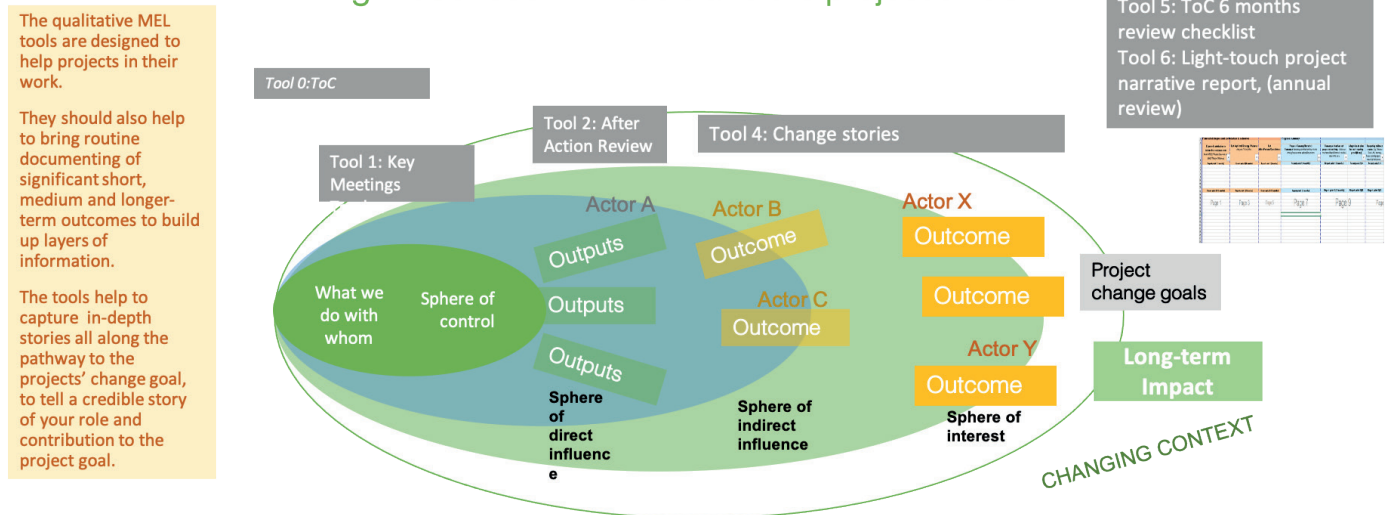 The qualitative MEL
tools are designed to
help projects in their
work.
They should also help
to bring routine
documenting of
significant short,
medium and longer-
term outcomes to build
up layers of
information.
The tools help to
capture in-depth
stories all along the
pathway to the
projects' change goal,
to tell a credible story
of your role and
contribution to the
project goal.
Tool 0:ToC
Tool 1: Key
Meetings
Tool 2: After
Action Review
Tool 4: Change stories
Tool 5: ToC 6 months
review checklist
Tool 6: Light-touch project
narrative report, (annual
review)
Page 7
Page 9
Actor A
Actor B
Actor X
Outputs
Outcome
Outcome
What we
do with
whom
Sphere of
control
Outputs
Actor C
Outcome
Outcome
Project
change goals
Outputs
Actor Y
Outcome
Long-term
Impact
Sphere
of
direct
influenc
e
Sphere of
indirect
influence
Sphere of
interest
CHANGING CONTEXT